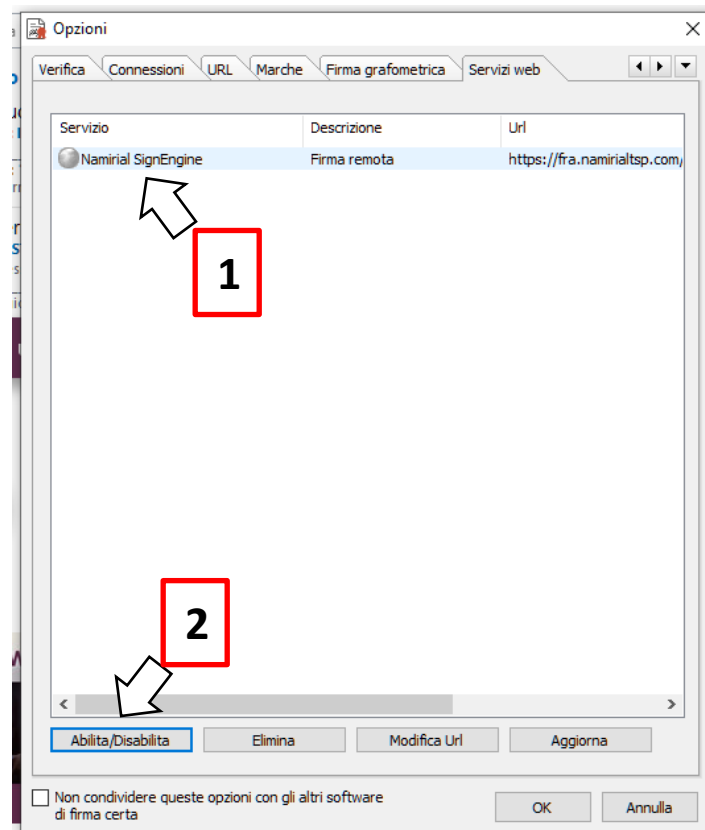 Opzioni
Verifica Connessioni URL Marche Firma grafometrica Servizi web
Servizio Descrizione Url
Namirial SignEngine Firma remota https://fra.namirialtsp.com/
1
2
Abilita/Disabilita Elimina Modifica Url Aggiorna
Non condividere queste opzioni con gli altri software
di firma certa
OK Annulla